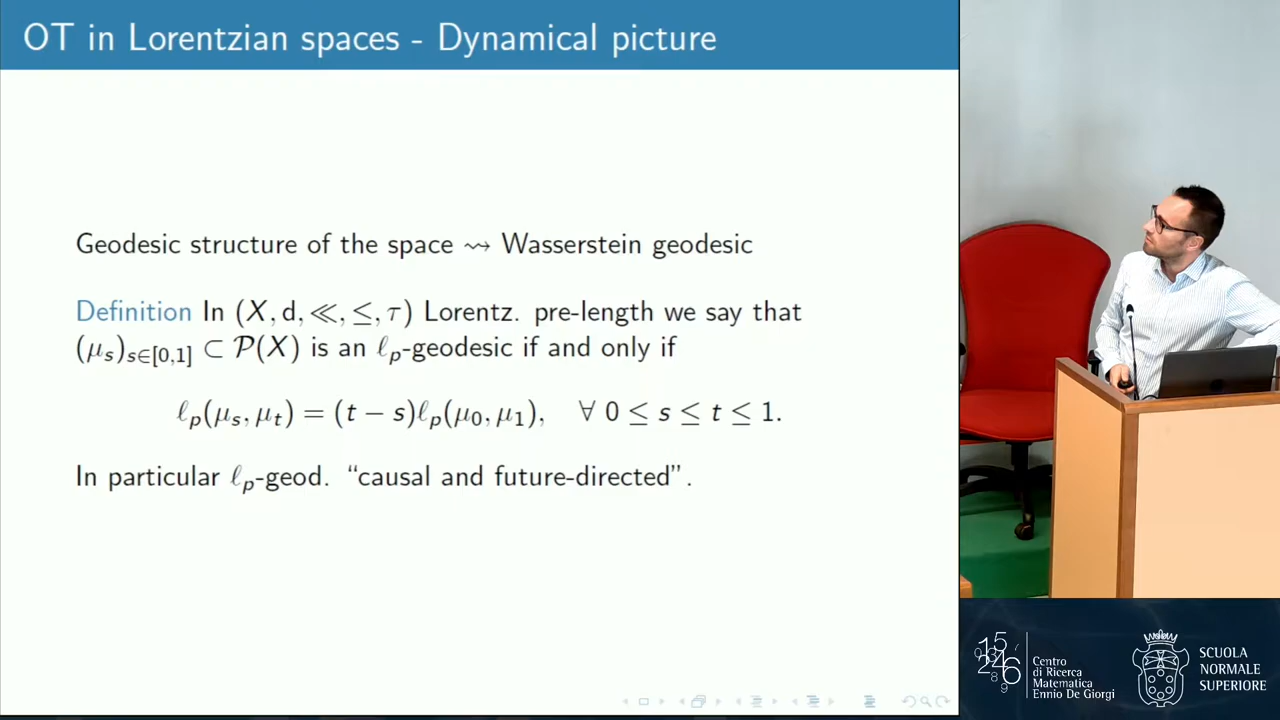 OT in Lorentzian spaces - Dynamical picture
Geodesic structure of the space ⇝ Wasserstein geodesic
Definition In (X, d, ≪, ≤, τ) Lorentz. pre-length we say that
(μ_s)_{s∈[0,1]} ⊂ P(X) is an ℓ_p-geodesic if and only if
ℓ_p(μ_s, μ_t) = (t − s)ℓ_p(μ_0, μ_1), ∀ 0 ≤ s ≤ t ≤ 1.
In particular ℓ_p-geod. “causal and future-directed”.
Centro
di Ricerca
Matematica
Ennio De Giorgi
SCUOLA
NORMALE
SUPERIORE